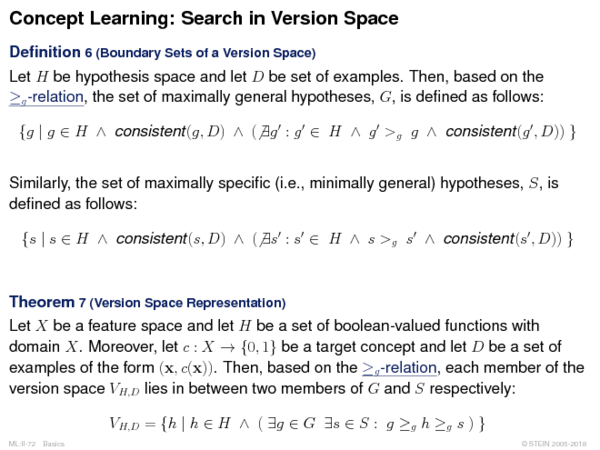 Concept Learning: Search in Version Space
Definition 6 (Boundary Sets of a Version Space)
Let H be hypothesis space and let D be set of examples. Then, based on the
≥g-relation, the set of maximally general hypotheses, G, is defined as follows:
{g | g ∈ H ∧ consistent(g, D) ∧ (∄g′ : g′ ∈ H ∧ g′ >g g ∧ consistent(g′, D)) }
Similarly, the set of maximally specific (i.e., minimally general) hypotheses, S, is
defined as follows:
{s | s ∈ H ∧ consistent(s, D) ∧ (∄s′ : s′ ∈ H ∧ s >g s′ ∧ consistent(s′, D)) }
Theorem 7 (Version Space Representation)
Let X be a feature space and let H be a set of boolean-valued functions with
domain X. Moreover, let c : X → {0, 1} be a target concept and let D be a set of
examples of the form (x, c(x)). Then, based on the ≥g-relation, each member of the
version space V_H,D lies in between two members of G and S respectively:
V_H,D = {h | h ∈ H ∧ ( ∃g ∈ G ∃s ∈ S : g ≥g h ≥g s ) }
ML:II-72 Basics © STEIN 2005-2018